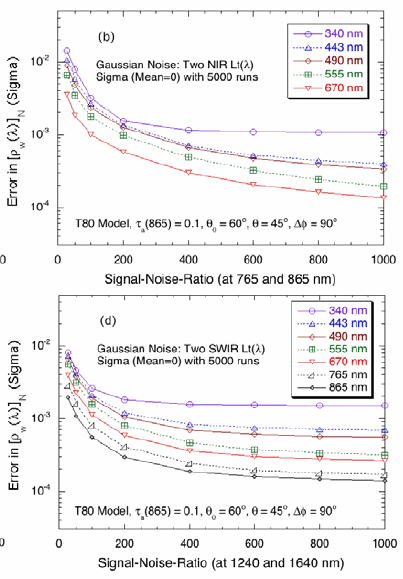 (b)
340 nm
443 nm
490 nm
555 nm
670 nm
Gaussian Noise: Two NIR Lt(λ)
Sigma (Mean=0) with 5000 runs
Error in [ρw(λ)]N (Sigma)
10-2
10-3
10-4
T80 Model, τa(865) = 0.1, θ0 = 60°, θ = 45°, Δϕ = 90°
0 200 400 600 800 1000
Signal-Noise-Ratio (at 765 and 865 nm)
(d)
340 nm
443 nm
490 nm
555 nm
670 nm
765 nm
865 nm
Gaussian Noise: Two SWIR Lt(λ)
Sigma (Mean=0) with 5000 runs
Error in [ρw(λ)]N (Sigma)
10-2
10-3
10-4
T80 Model, τa(865) = 0.1, θ0 = 60°, θ = 45°, Δϕ = 90°
0 200 400 600 800 1000
Signal-Noise-Ratio (at 1240 and 1640 nm)